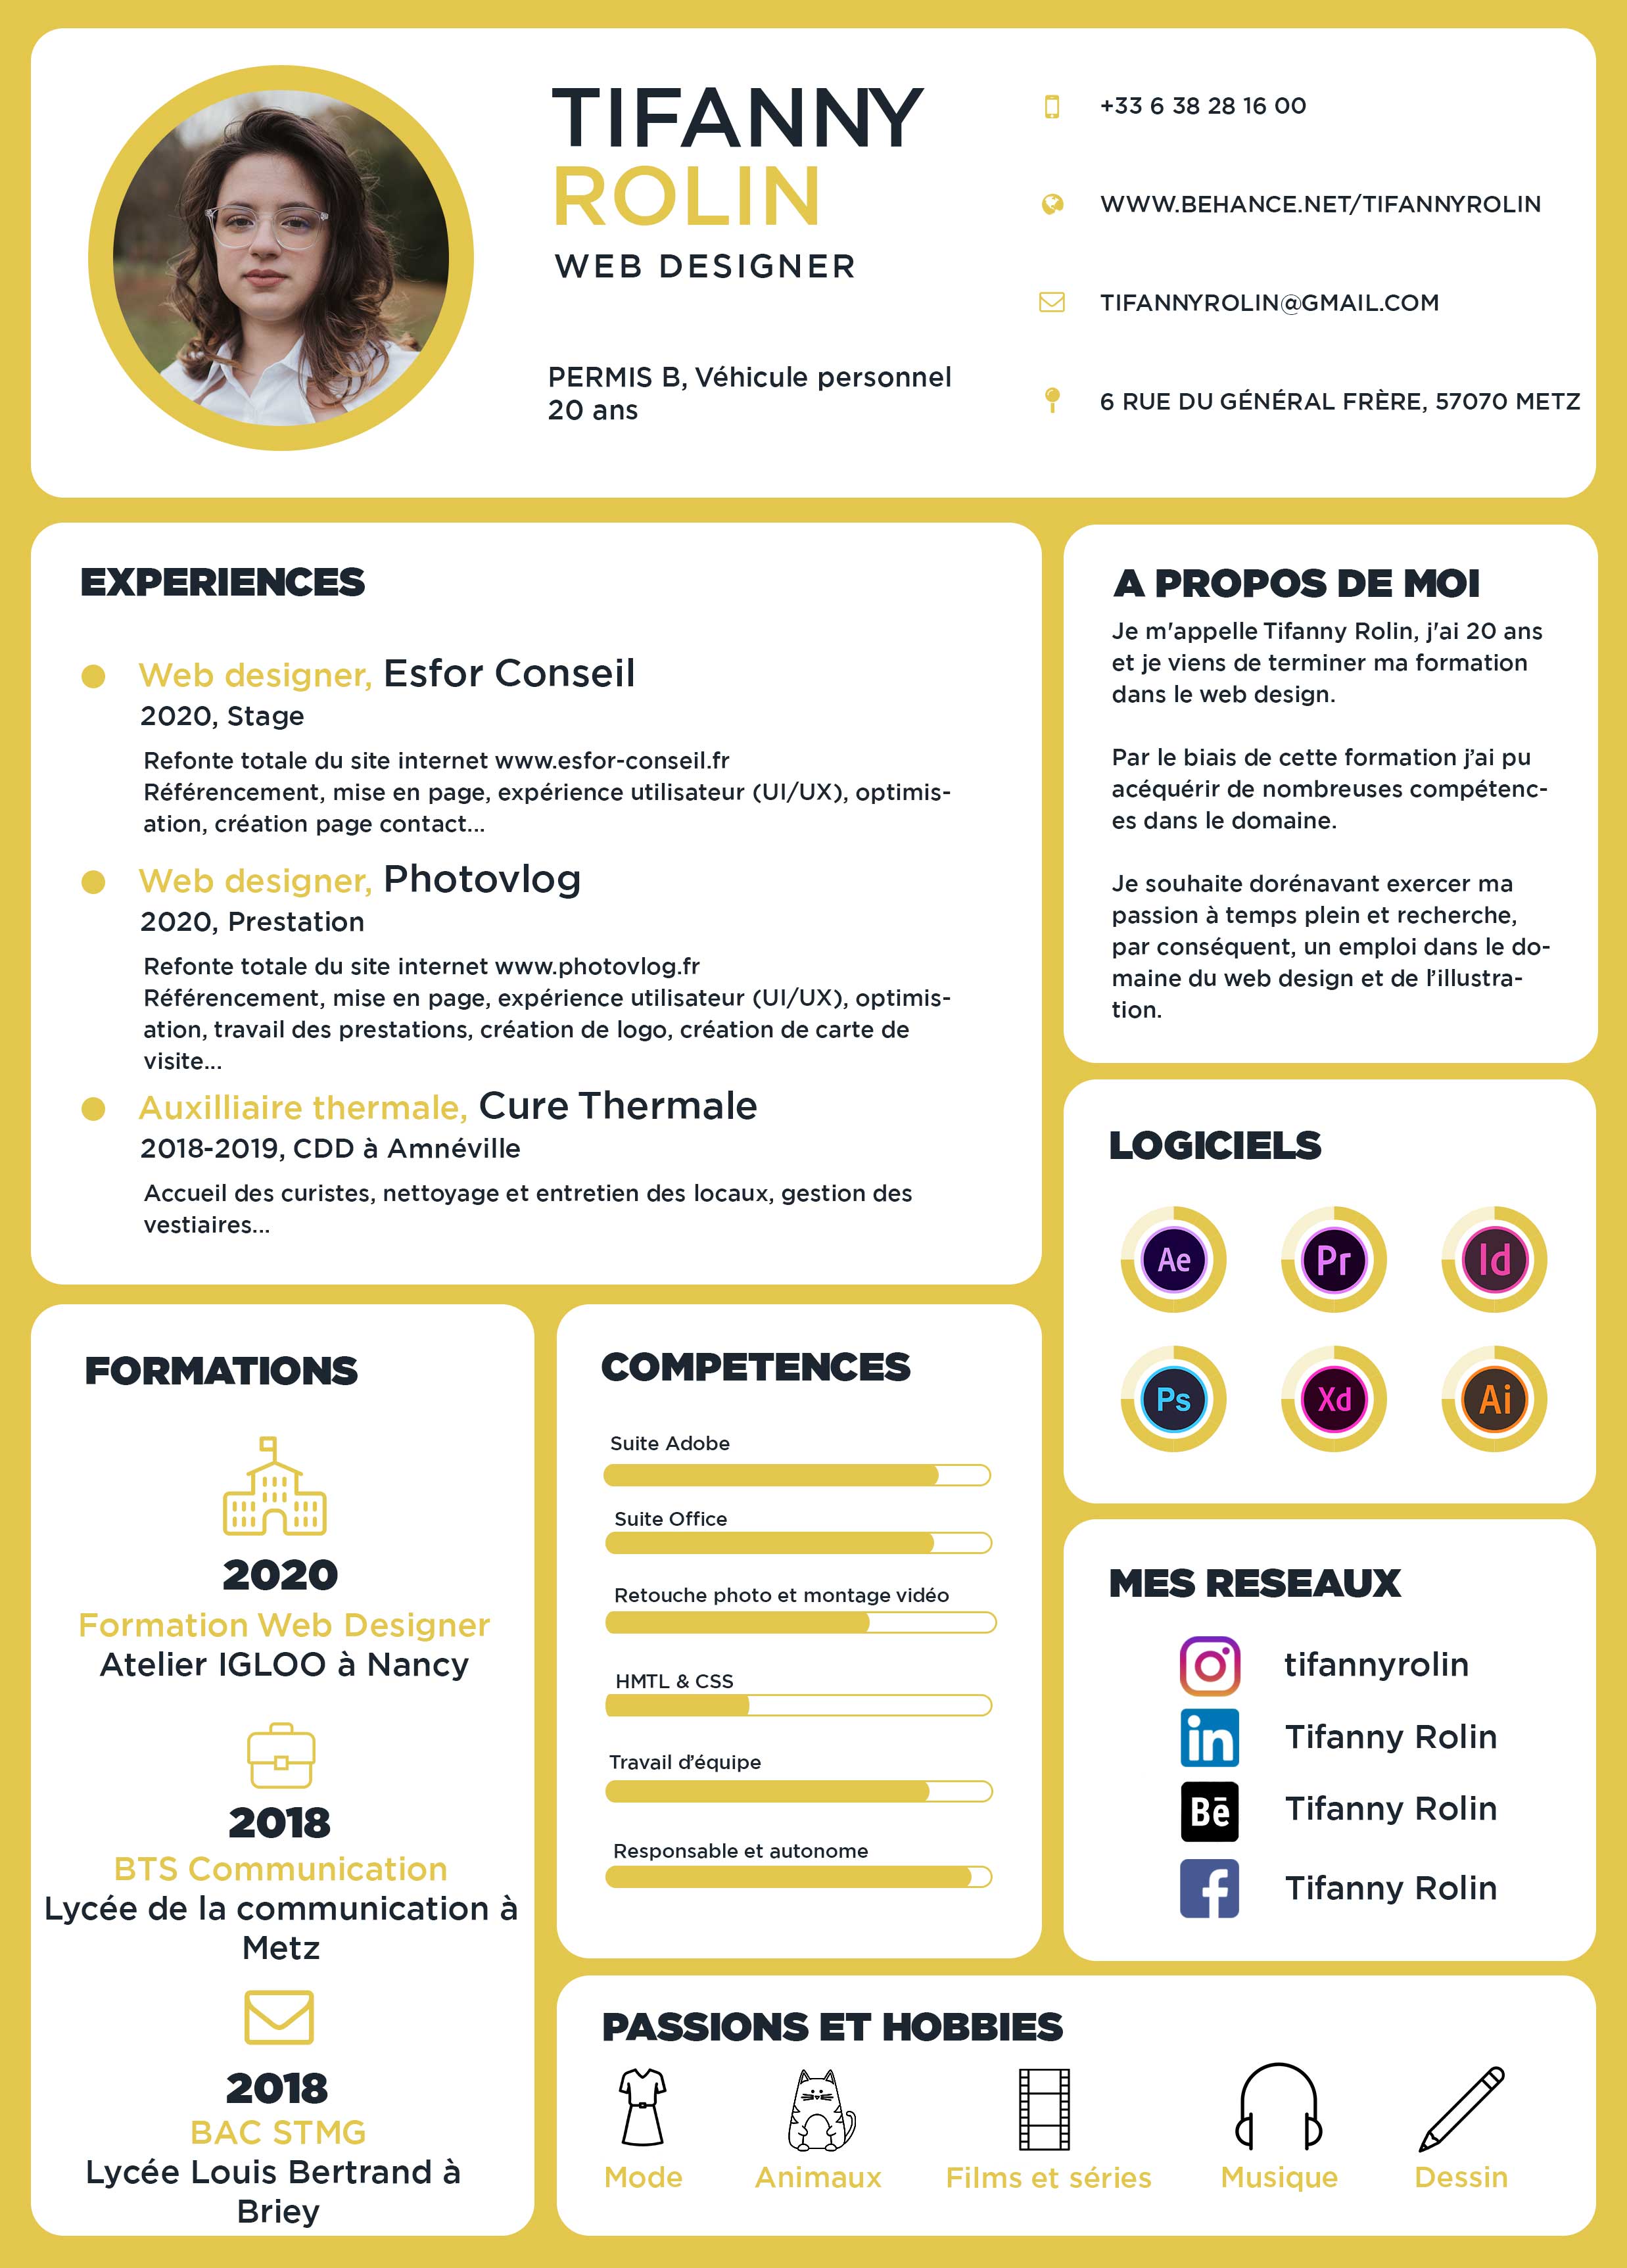 TIFANNY
ROLIN
WEB DESIGNER
PERMIS B, Véhicule personnel
20 ans
+33 6 38 28 16 00
WWW.BEHANCE.NET/TIFANNYROLIN
TIFANNYROLIN@GMAIL.COM
6 RUE DU GÉNÉRAL FRÈRE, 57070 METZ
EXPERIENCES
Web designer, Esfor Conseil
2020, Stage
Refonte totale du site internet www.esfor-conseil.fr
Référencement, mise en page, expérience utilisateur (UI/UX), optimis-
ation, création page contact...
Web designer, Photovlog
2020, Prestation
Refonte totale du site internet www.photovlog.fr
Référencement, mise en page, expérience utilisateur (UI/UX), optimis-
ation, travail des prestations, création de logo, création de carte de
visite...
Auxilliaire thermale, Cure Thermale
2018-2019, CDD à Amnéville
Accueil des curistes, nettoyage et entretien des locaux, gestion des
vestiaires...
A PROPOS DE MOI
Je m'appelle Tifanny Rolin, j'ai 20 ans
et je viens de terminer ma formation
dans le web design.
Par le biais de cette formation j'ai pu
acéquérir de nombreuses compétenc-
es dans le domaine.
Je souhaite dorénavant exercer ma
passion à temps plein et recherche,
par conséquent, un emploi dans le do-
maine du web design et de l'illustra-
tion.
LOGICIELS
Ae Pr Id
Ps Xd Ai
FORMATIONS
2020
Formation Web Designer
Atelier IGLOO à Nancy
2018
BTS Communication
Lycée de la communication à
Metz
2018
BAC STMG
Lycée Louis Bertrand à
Briey
COMPETENCES
Suite Adobe
Suite Office
Retouche photo et montage vidéo
HMTL & CSS
Travail d'équipe
Responsable et autonome
MES RESEAUX
tifannyrolin
in Tifanny Rolin
Bē Tifanny Rolin
f Tifanny Rolin
PASSIONS ET HOBBIES
Mode Animaux Films et séries Musique Dessin